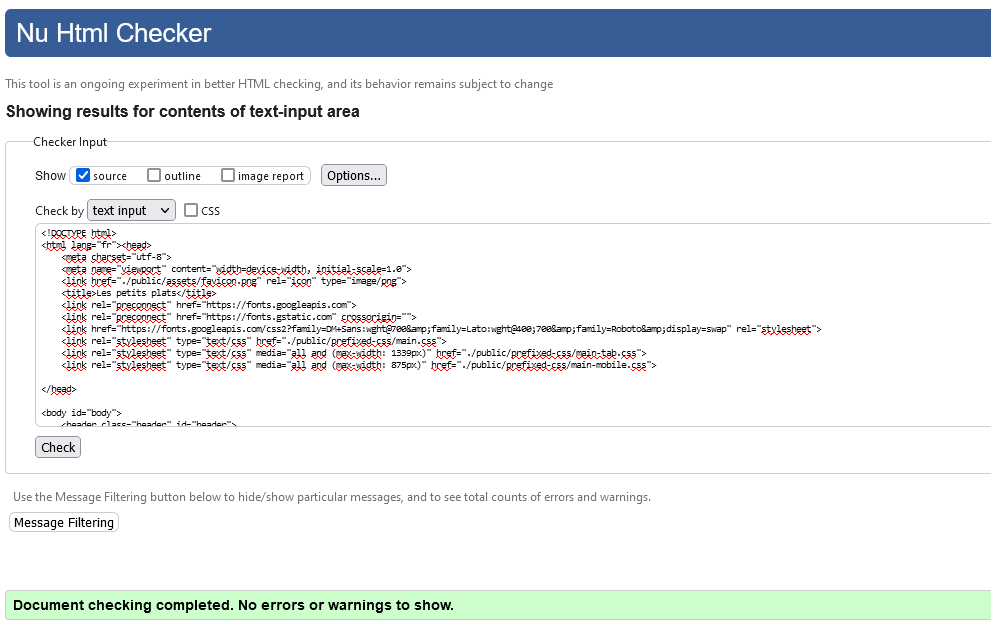 Nu Html Checker
This tool is an ongoing experiment in better HTML checking, and its behavior remains subject to change
Showing results for contents of text-input area
Checker Input
Show source outline image report Options...
Check by text input CSS
<!DOCTYPE html>
<html lang="fr"><head>
<meta charset="utf-8">
<meta name="viewport" content="width=device-width, initial-scale=1.0">
<link href="./public/assets/favicon.png" rel="icon" type="image/png">
<title>Les petits plats</title>
<link rel="preconnect" href="https://fonts.googleapis.com">
<link rel="preconnect" href="https://fonts.gstatic.com" crossorigin="">
<link href="https://fonts.googleapis.com/css2?family=DM+Sans:wght@700&amp;family=Lato:wght@400;700&amp;family=Roboto&amp;display=swap" rel="stylesheet">
<link rel="stylesheet" type="text/css" href="./public/prefixed-css/main.css">
<link rel="stylesheet" type="text/css" media="all and (max-width: 1339px)" href="./public/prefixed-css/main-tab.css">
<link rel="stylesheet" type="text/css" media="all and (max-width: 875px)" href="./public/prefixed-css/main-mobile.css">
</head>
<body id="body">
<header class="header" id="header">
Check
Use the Message Filtering button below to hide/show particular messages, and to see total counts of errors and warnings.
Message Filtering
Document checking completed. No errors or warnings to show.